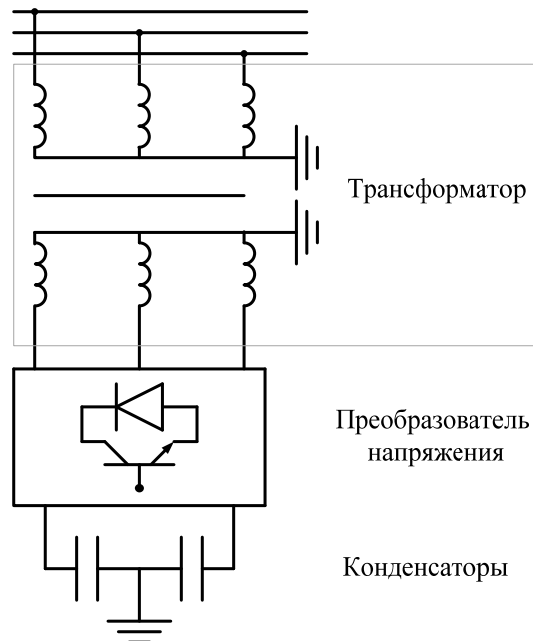 Трансформатор
Преобразователь
напряжения
Конденсаторы